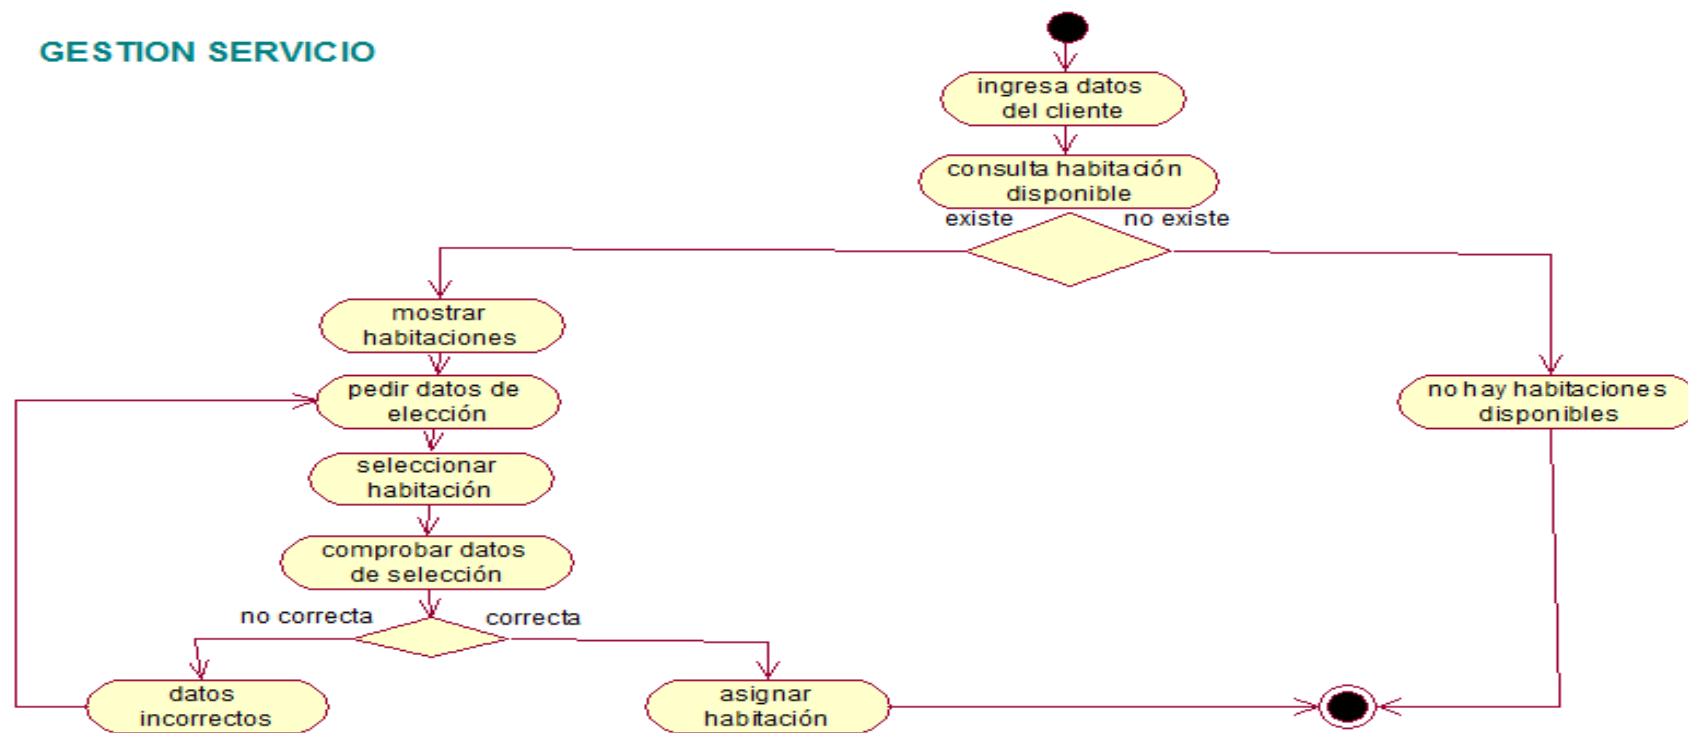 GESTION SERVICIO
ingresa datos
del cliente
consulta habitación
disponible
existe
no existe
mostrar
habitaciones
pedir datos de
elección
no hay habitaciones
disponibles
seleccionar
habitación
comprobar datos
de selección
no correcta
correcta
datos
incorrectos
asignar
habitación